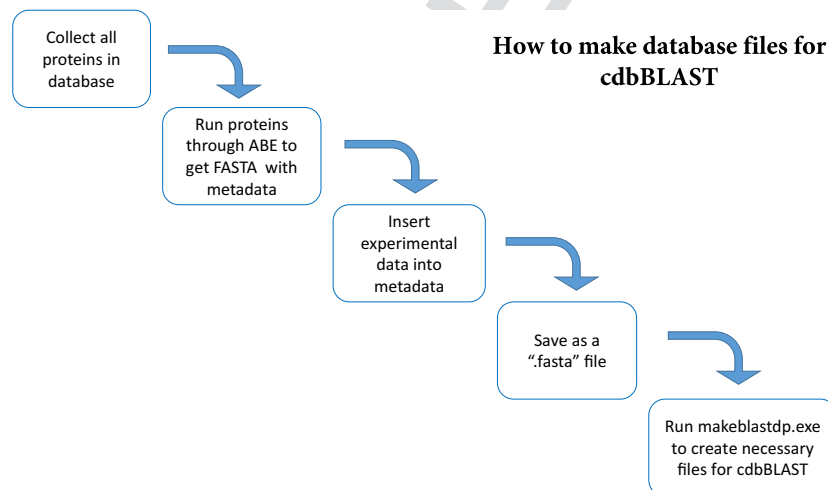 How to make database files for
cdbBLAST
Collect all
proteins in
database
Run proteins
through ABE to
get FASTA with
metadata
Insert
experimental
data into
metadata
Save as a
“.fasta” file
Run makeblastdp.exe
to create necessary
files for cdbBLAST